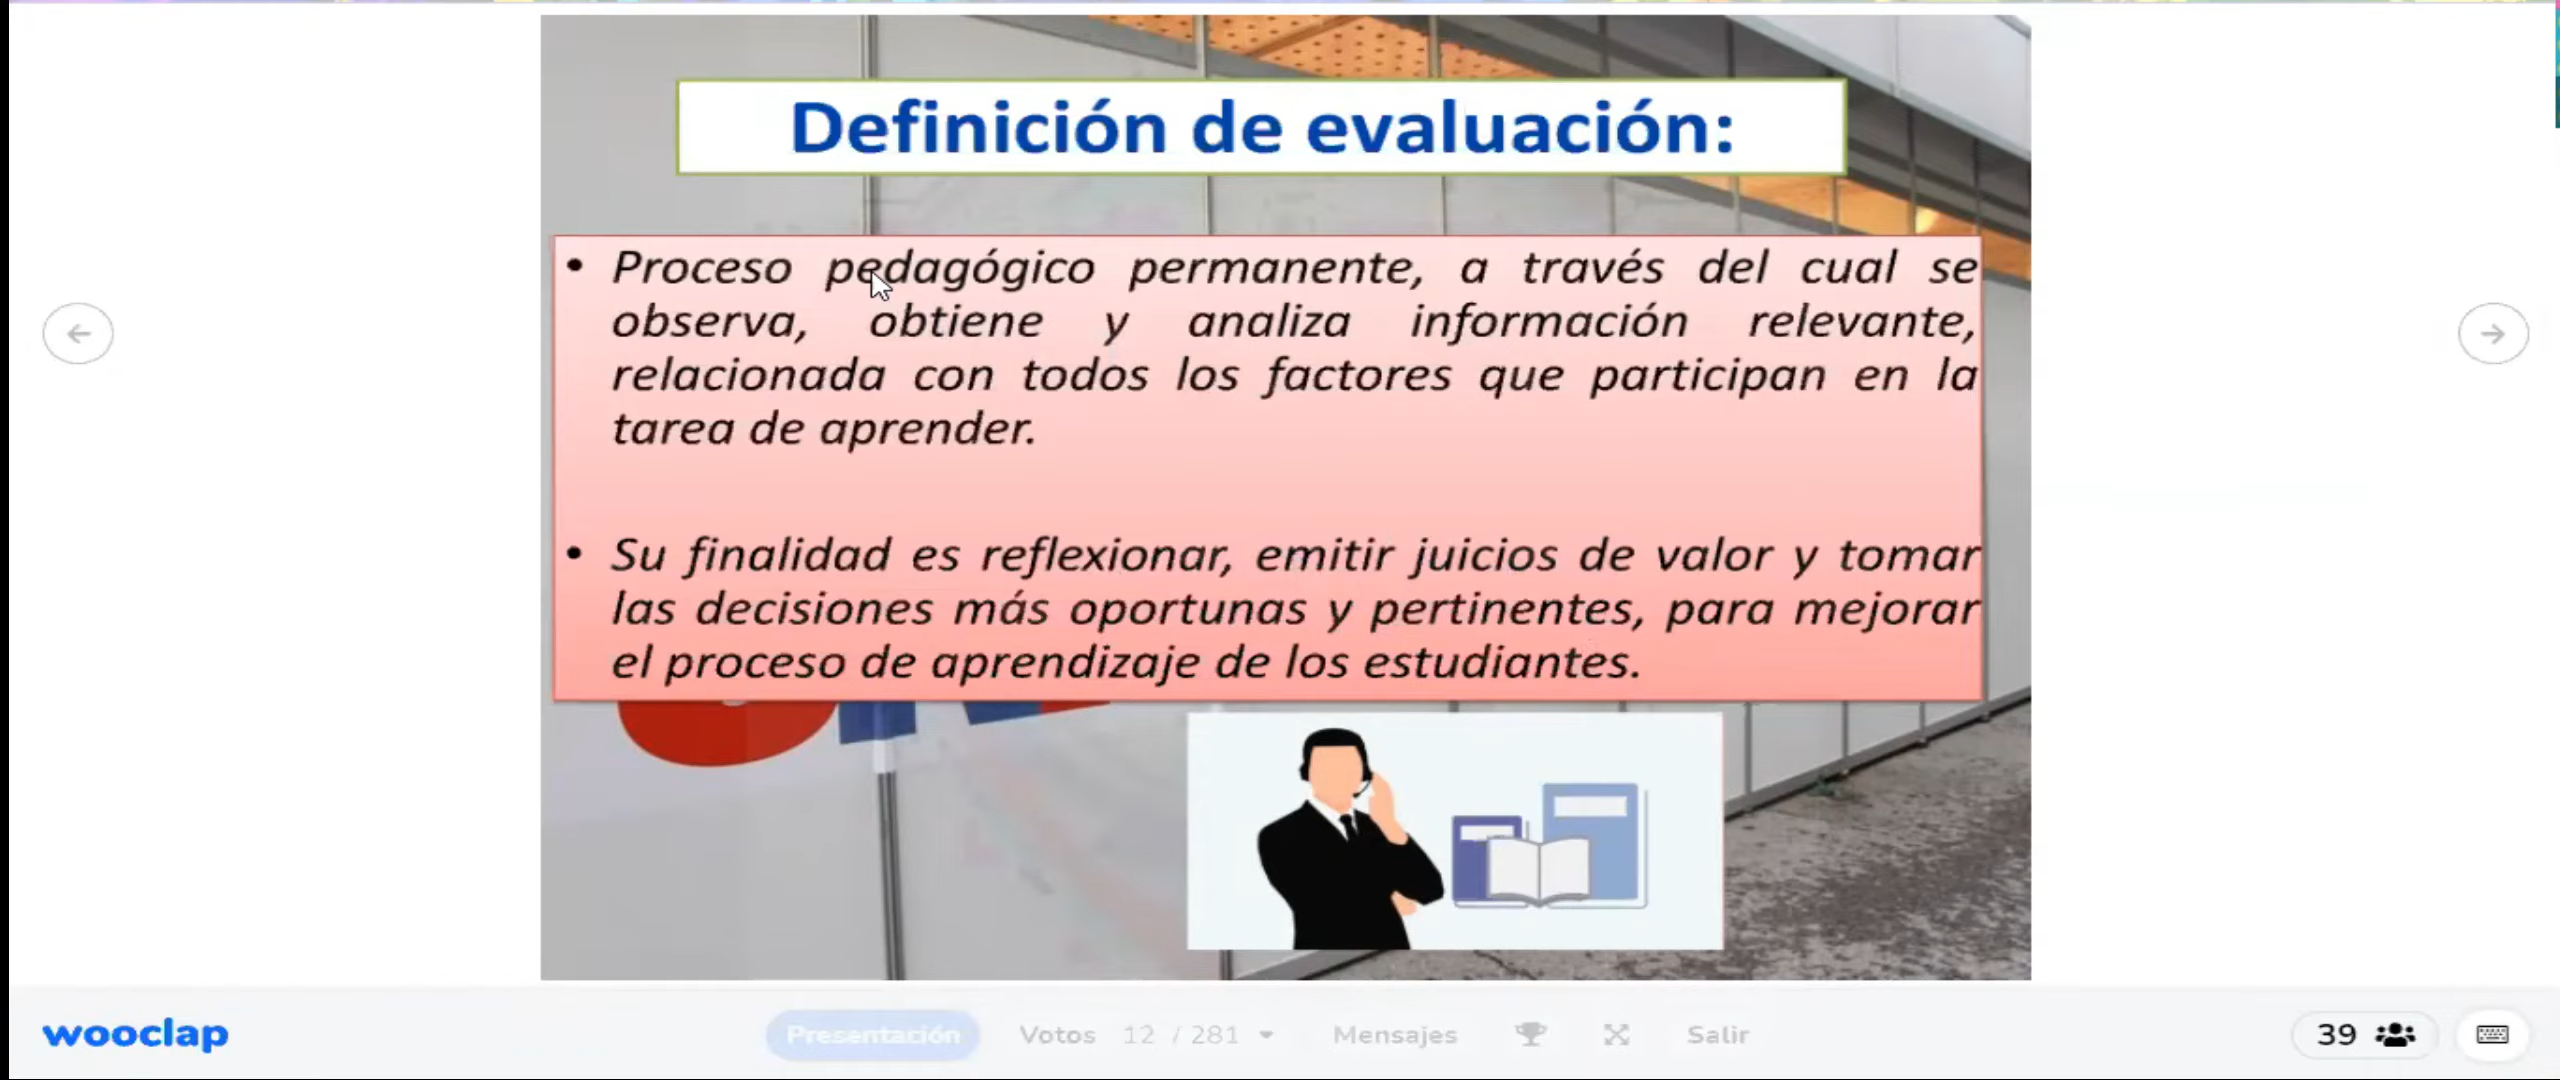 Definición de evaluación:
• Proceso pedagógico permanente, a través del cual se
observa, obtiene y analiza información relevante,
relacionada con todos los factores que participan en la
tarea de aprender.
• Su finalidad es reflexionar, emitir juicios de valor y tomar
las decisiones más oportunas y pertinentes, para mejorar
el proceso de aprendizaje de los estudiantes.
wooclap
Presentación
Votos 12 / 281
Mensajes
Salir
39